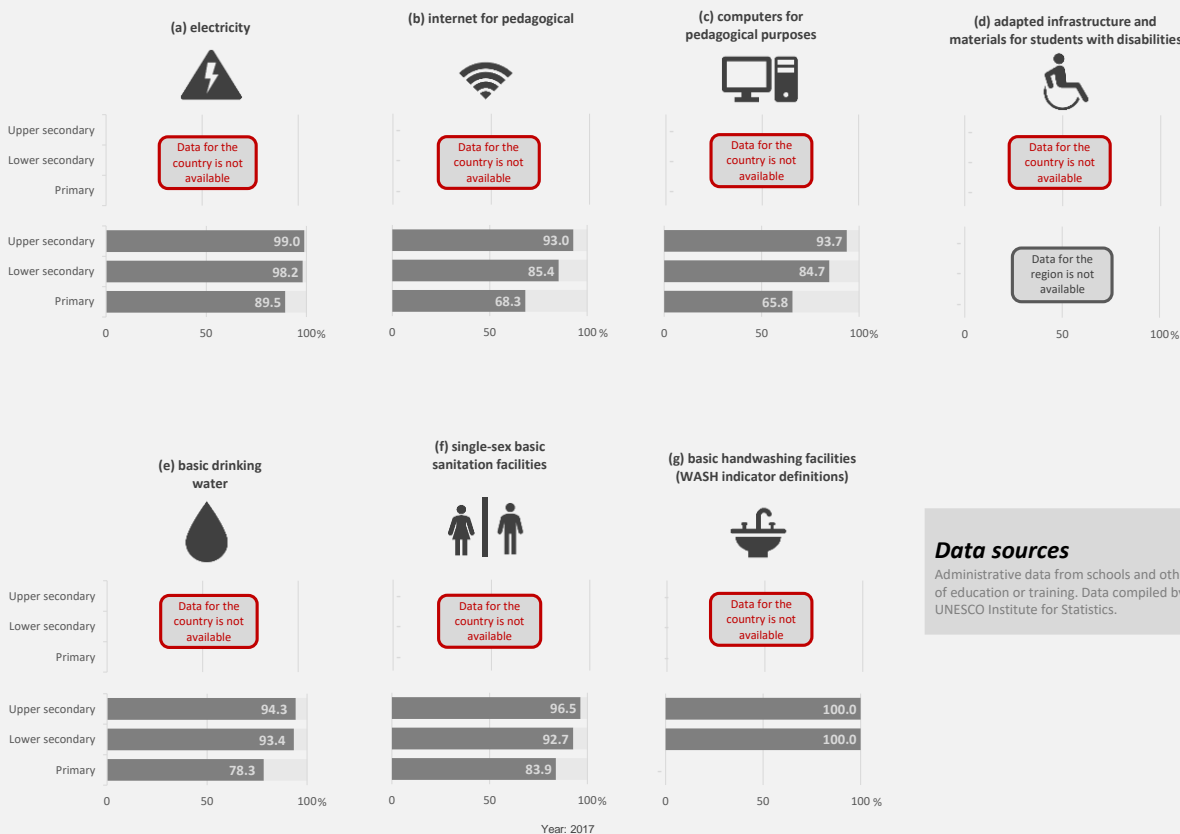 (a) electricity
(b) internet for pedagogical
(c) computers for
pedagogical purposes
(d) adapted infrastructure and
materials for students with disabilities
Upper secondary
Lower secondary
Primary
Data for the
country is not
available
Data for the
country is not
available
Data for the
country is not
available
Data for the
country is not
available
Upper secondary
Lower secondary
Primary
99.0
98.2
89.5
0 50 100%
93.0
85.4
68.3
0 50 100%
93.7
84.7
65.8
0 50 100%
Data for the
region is not
available
0 50 100%
(e) basic drinking
water
(f) single-sex basic
sanitation facilities
(g) basic handwashing facilities
(WASH indicator definitions)
Upper secondary
Lower secondary
Primary
Data for the
country is not
available
Data for the
country is not
available
Data for the
country is not
available
Upper secondary
Lower secondary
Primary
94.3
93.4
78.3
0 50 100%
96.5
92.7
83.9
0 50 100%
100.0
100.0
0 50 100 %
Year: 2017
Data sources
Administrative data from schools and oth
of education or training. Data compiled by
UNESCO Institute for Statistics.